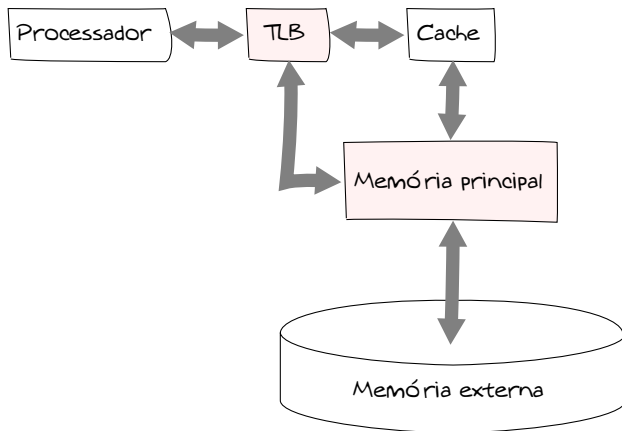 Processador
TLB
Cache
Memória principal
Memória externa